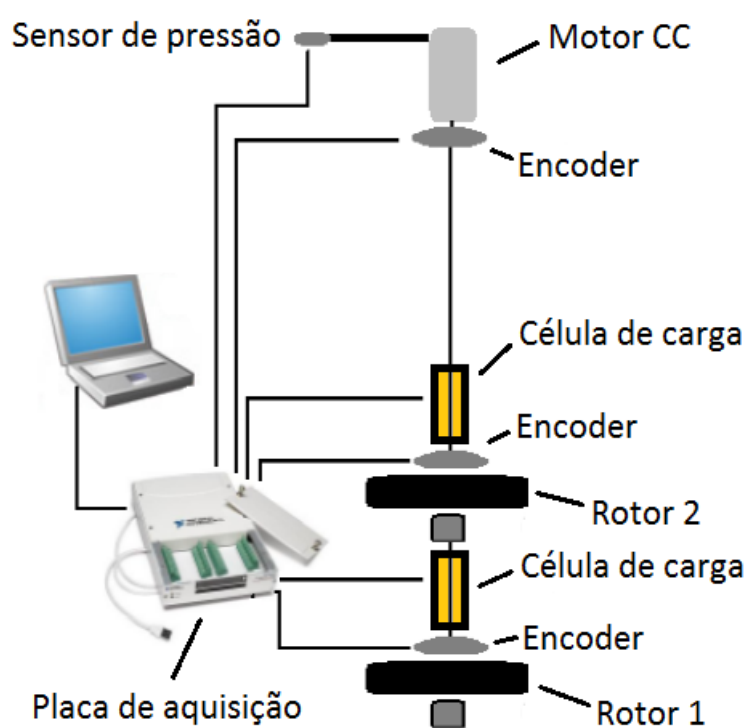 Sensor de pressão
Motor CC
Encoder
Célula de carga
Encoder
Rotor 2
Célula de carga
Encoder
Rotor 1
Placa de aquisição